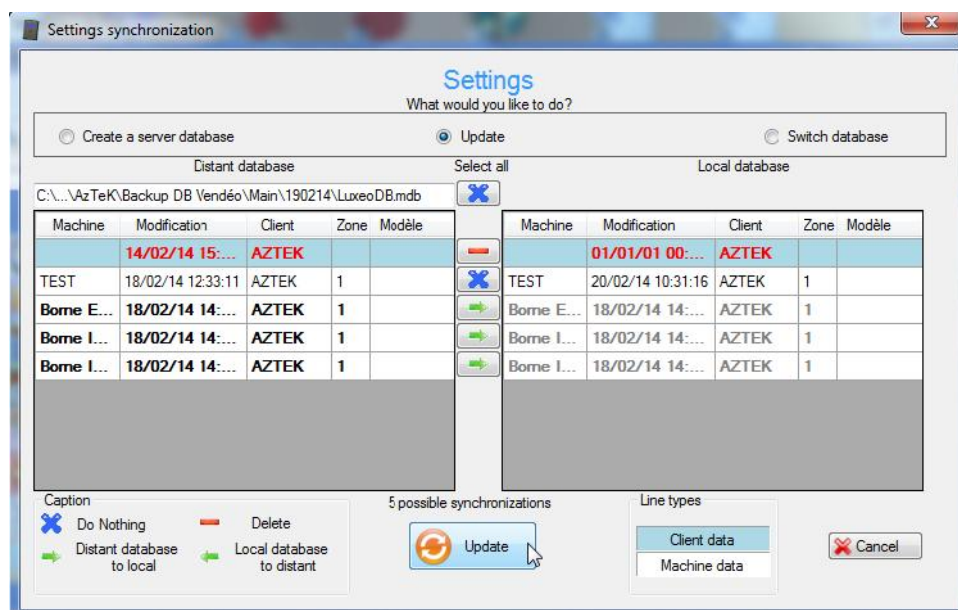 Settings synchronization
Settings
What would you like to do?
Create a server database Update Switch database
Distant database Select all Local database
C:\...\AzTeK\Backup DB Vendéo\Main\190214\LuxeoDB.mdb
Machine Modification Client Zone Modèle Machine Modification Client Zone Modèle
14/02/14 15:... AZTEK 01/01/01 00:... AZTEK
TEST 18/02/14 12:33:11 AZTEK 1 TEST 20/02/14 10:31:16 AZTEK 1
Borne E... 18/02/14 14:... AZTEK 1 Borne E... 18/02/14 14:... AZTEK 1
Borne I... 18/02/14 14:... AZTEK 1 Borne I... 18/02/14 14:... AZTEK 1
Borne I... 18/02/14 14:... AZTEK 1 Borne I... 18/02/14 14:... AZTEK 1
Caption 5 possible synchronizations Line types
Do Nothing Delete
Distant database to local Local database to distant
Update
Client data
Machine data
Cancel